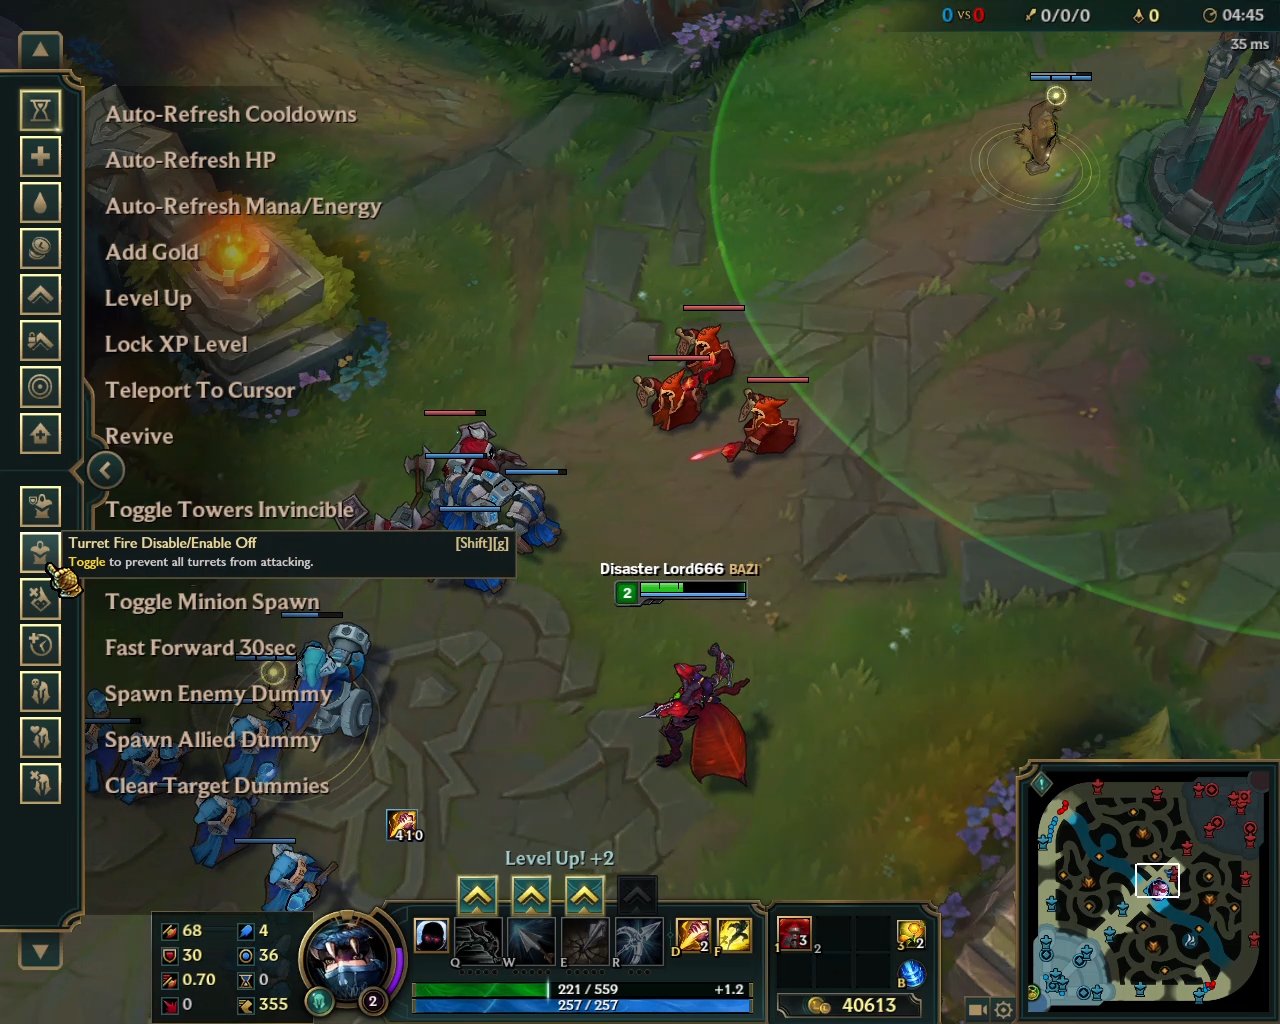 0 vs 0 0/0/0 0 04:45
35 ms
Auto-Refresh Cooldowns
Auto-Refresh HP
Auto-Refresh Mana/Energy
Add Gold
Level Up
Lock XP Level
Teleport To Cursor
Revive
Toggle Towers Invincible
Turret Fire Disable/Enable Off [Shift][g]
Toggle to prevent all turrets from attacking.
Toggle Minion Spawn
Fast Forward 30sec
Spawn Enemy Dummy
Spawn Allied Dummy
Clear Target Dummies
Disaster Lord666 BAZI
2
410
Level Up! +2
68 4
30 36
0.70 0
0 355
2
Q W E R
D 2 F
221 / 559 +1.2
257 / 257
1 3 2 3 2
B
40613